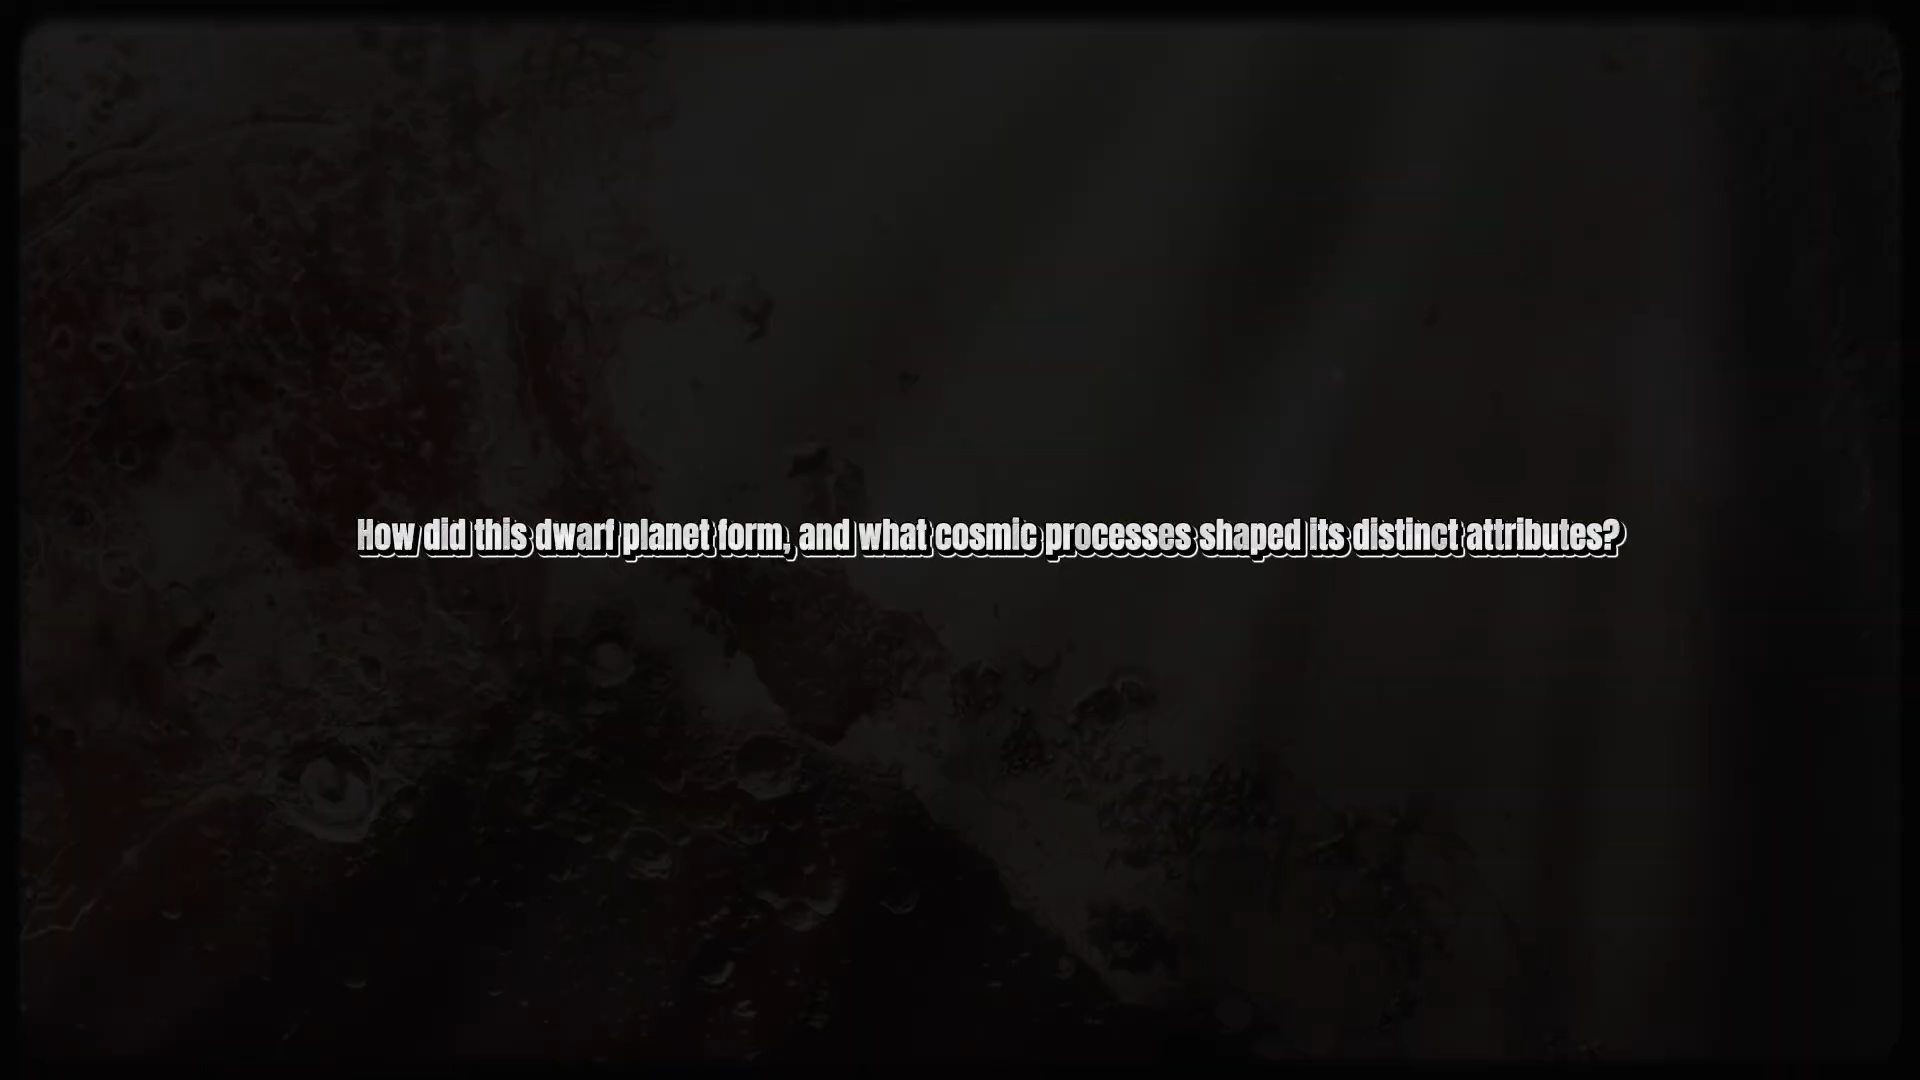 How did this dwarf planet form, and what cosmic processes shaped its distinct attributes?